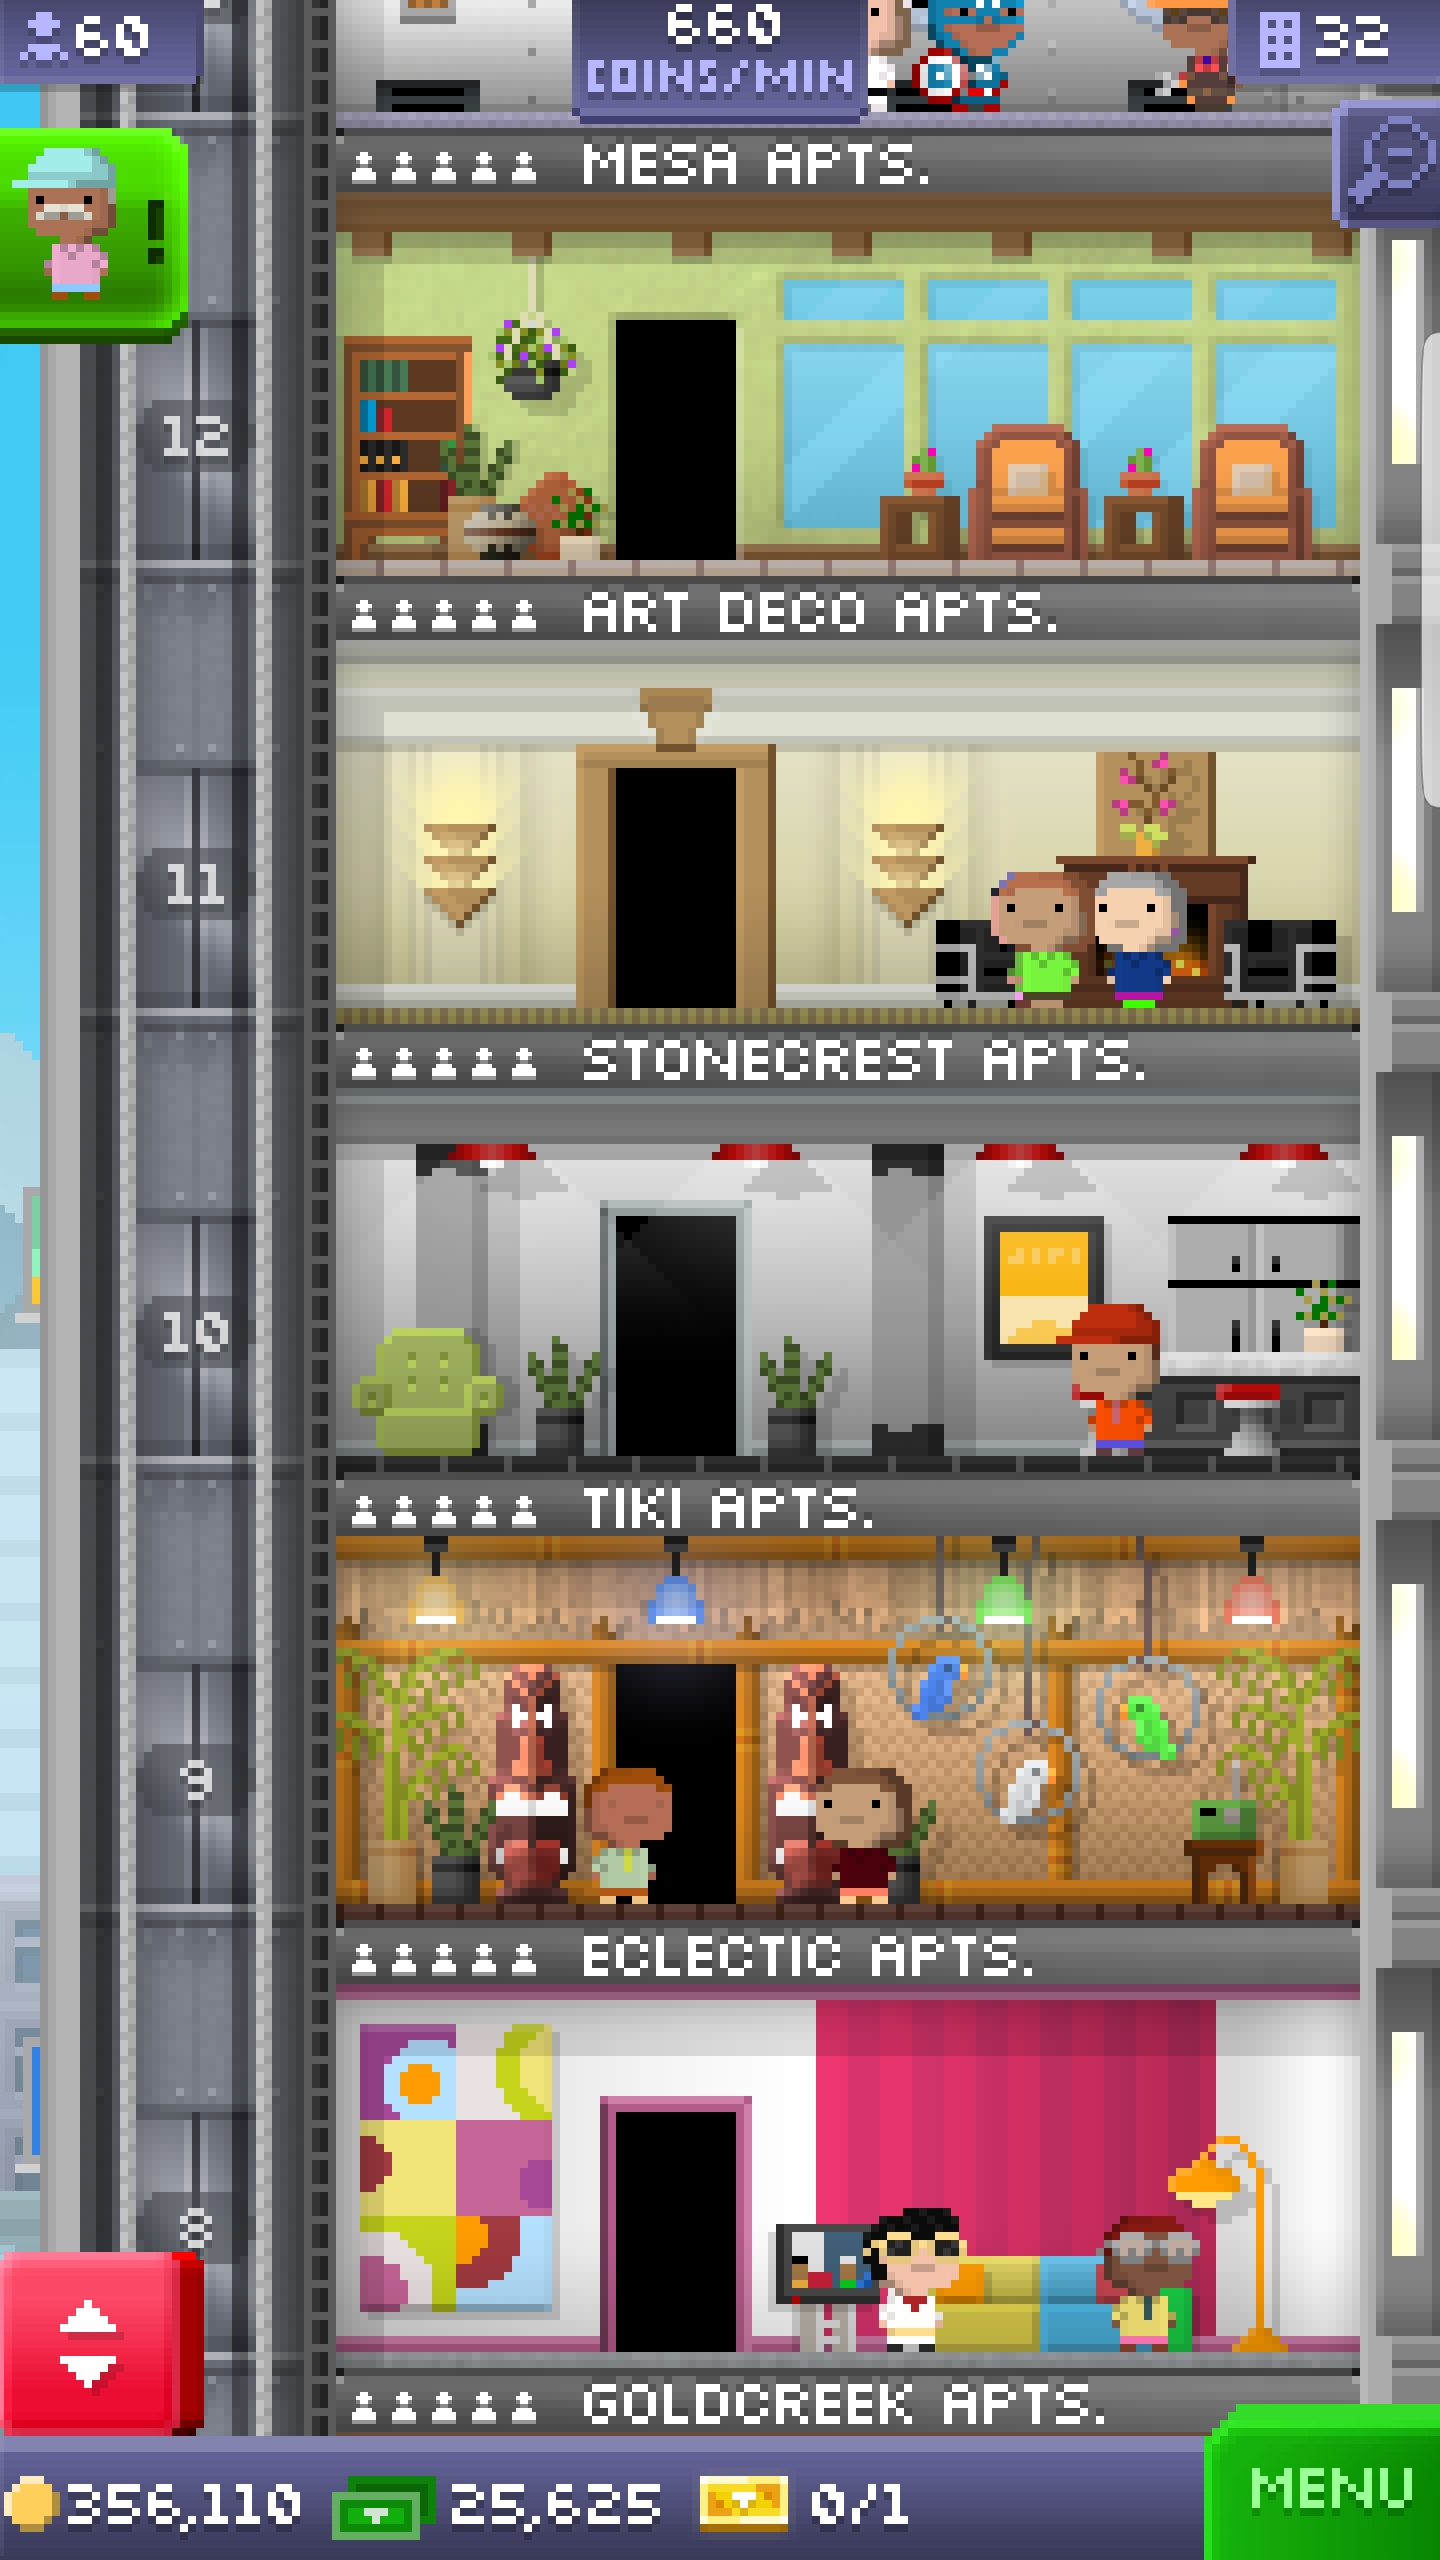 60
660
COINS/MIN
32
!
MESA APTS.
12
ART DECO APTS.
11
STONECREST APTS.
10
TIKI APTS.
9
ECLECTIC APTS.
8
GOLDCREEK APTS.
356,110
25,625
0/1
MENU